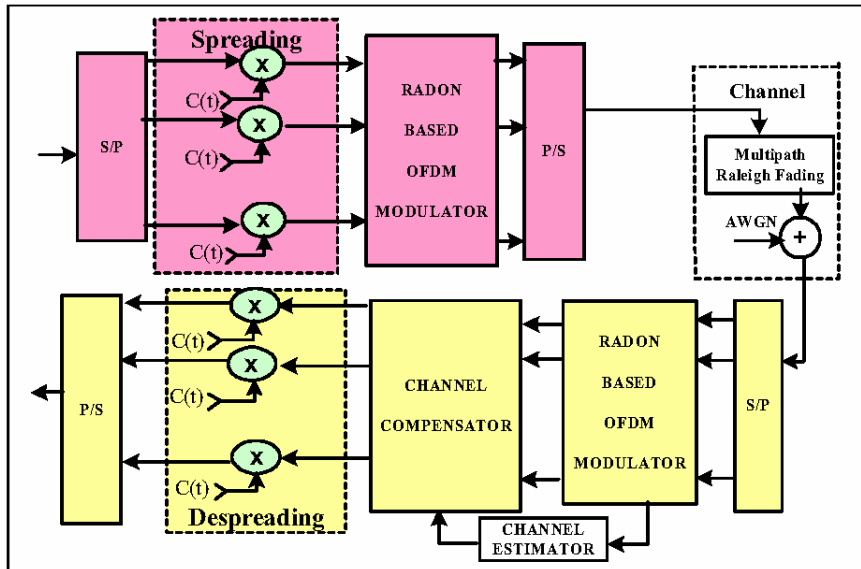 Spreading
S/P
X
C(t)
X
C(t)
X
C(t)
RADON
BASED
OFDM
MODULATOR
P/S
Channel
Multipath
Raleigh Fading
AWGN
+
P/S
X
C(t)
X
C(t)
X
C(t)
Despreading
CHANNEL
COMPENSATOR
RADON
BASED
OFDM
MODULATOR
S/P
CHANNEL
ESTIMATOR